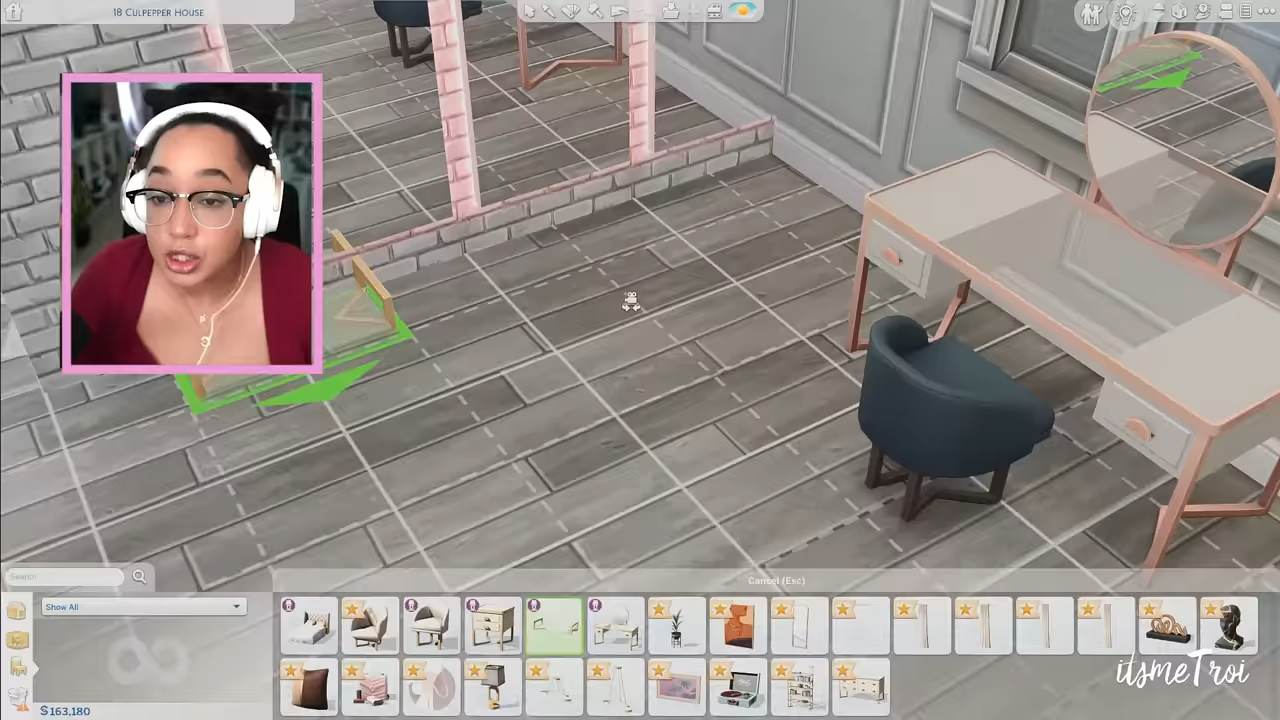 18 Culpepper House
Cancel (Esc)
Search
Show All
$163,180
itsmeTroi